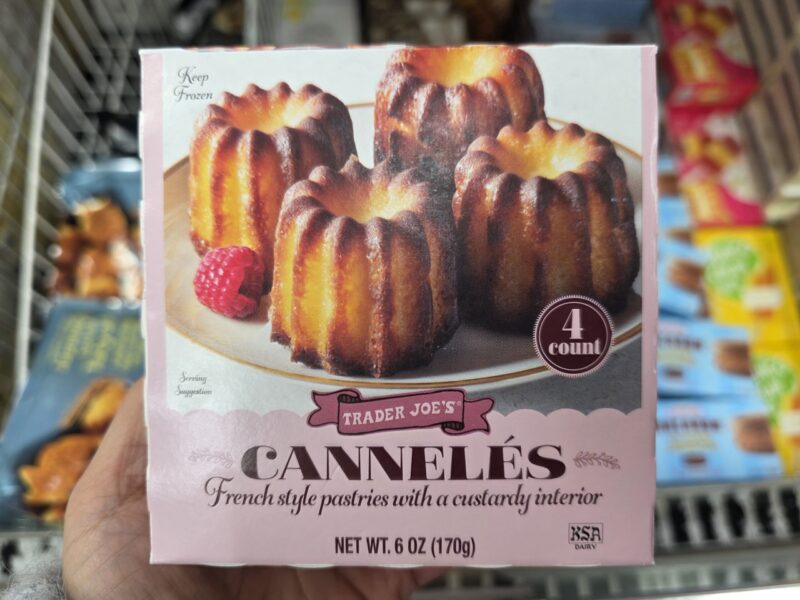 Keep
Frozen
4
count
Serving
Suggestion
TRADER JOE'S
CANNELÉS
French style pastries with a custardy interior
NET WT. 6 OZ (170g)
KSA
DAIRY